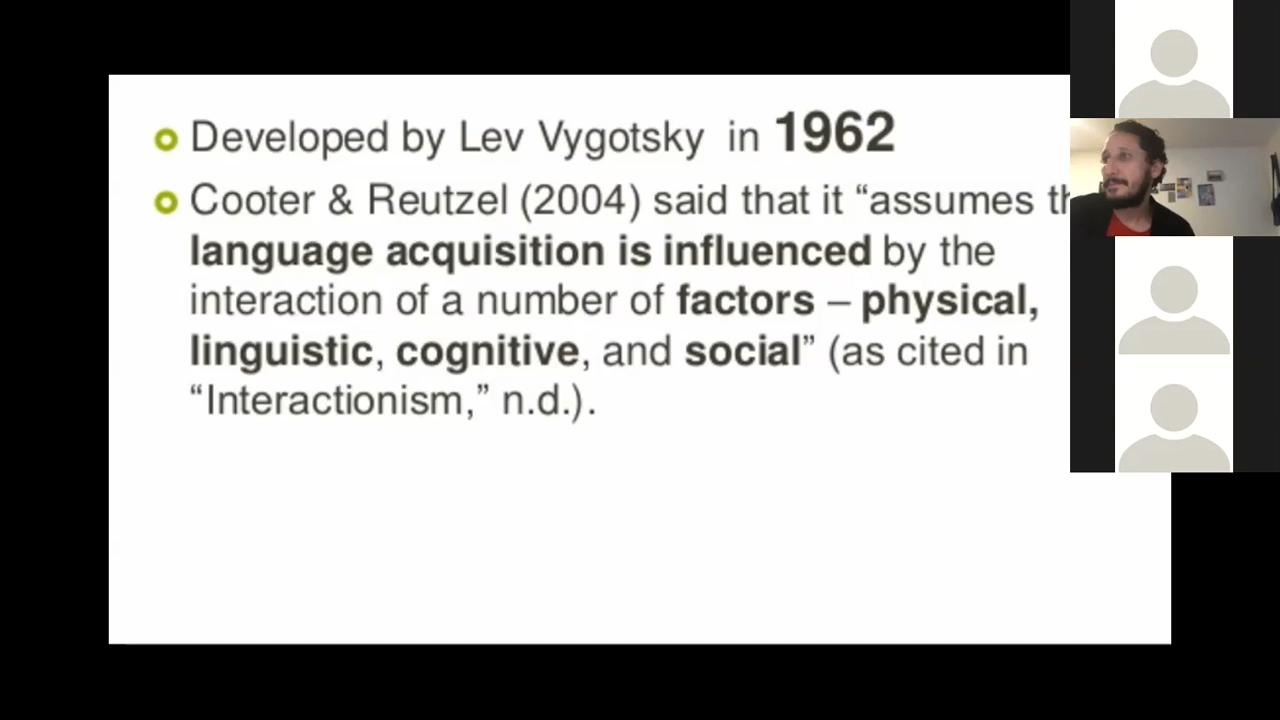 Developed by Lev Vygotsky in 1962
Cooter & Reutzel (2004) said that it “assumes
language acquisition is influenced by the
interaction of a number of factors – physical,
linguistic, cognitive, and social” (as cited in
“Interactionism,” n.d.).